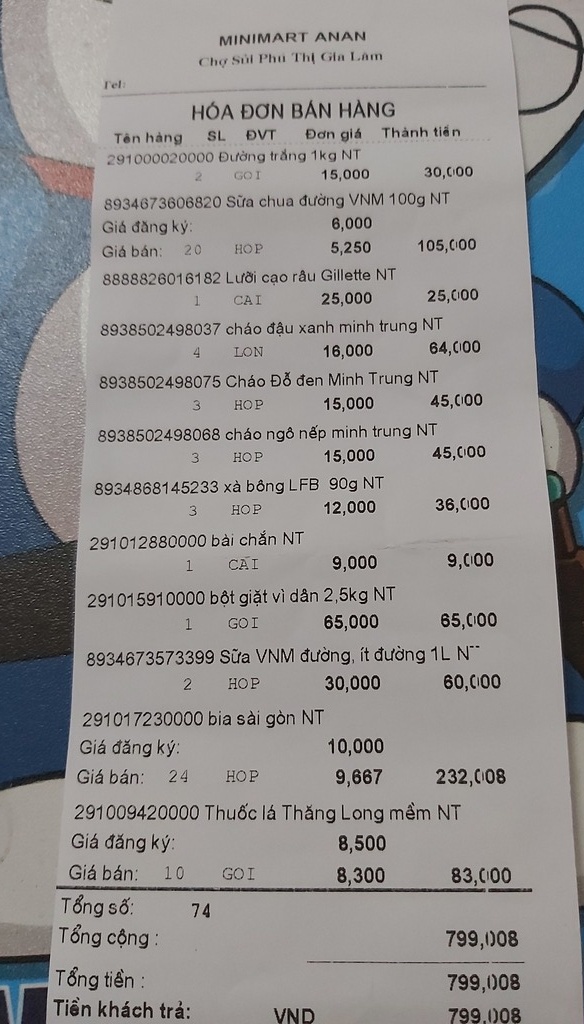 MINIMART ANAN
Chợ Sủi Phú Thị Gia Lâm
Tel:
HÓA ĐƠN BÁN HÀNG
Tên hàng SL ĐVT Đơn giá Thành tiền
291000020000 Đường trắng 1kg NT
2 GOI 15,000 30,000
8934673606820 Sữa chua đường VNM 100g NT
Giá đăng ký: 6,000
Giá bán: 20 HOP 5,250 105,000
8888826016182 Lưỡi cạo râu Gillette NT
1 CAI 25,000 25,000
8938502498037 cháo đậu xanh minh trung NT
4 LON 16,000 64,000
8938502498075 Cháo Đỗ đen Minh Trung NT
3 HOP 15,000 45,000
8938502498068 cháo ngô nếp minh trung NT
3 HOP 15,000 45,000
8934868145233 xà bông LFB 90g NT
3 HOP 12,000 36,000
291012880000 bài chắn NT
1 CÁI 9,000 9,000
291015910000 bột giặt vì dân 2,5kg NT
1 GOI 65,000 65,000
8934673573399 Sữa VNM đường, ít đường 1L N
2 HOP 30,000 60,000
291017230000 bia sài gòn NT
Giá đăng ký: 10,000
Giá bán: 24 HOP 9,667 232,008
291009420000 Thuốc lá Thăng Long mềm NT
Giá đăng ký: 8,500
Giá bán: 10 GOI 8,300 83,000
Tổng số: 74
Tổng cộng : 799,008
Tổng tiền : 799,008
Tiền khách trả: VND 799,008